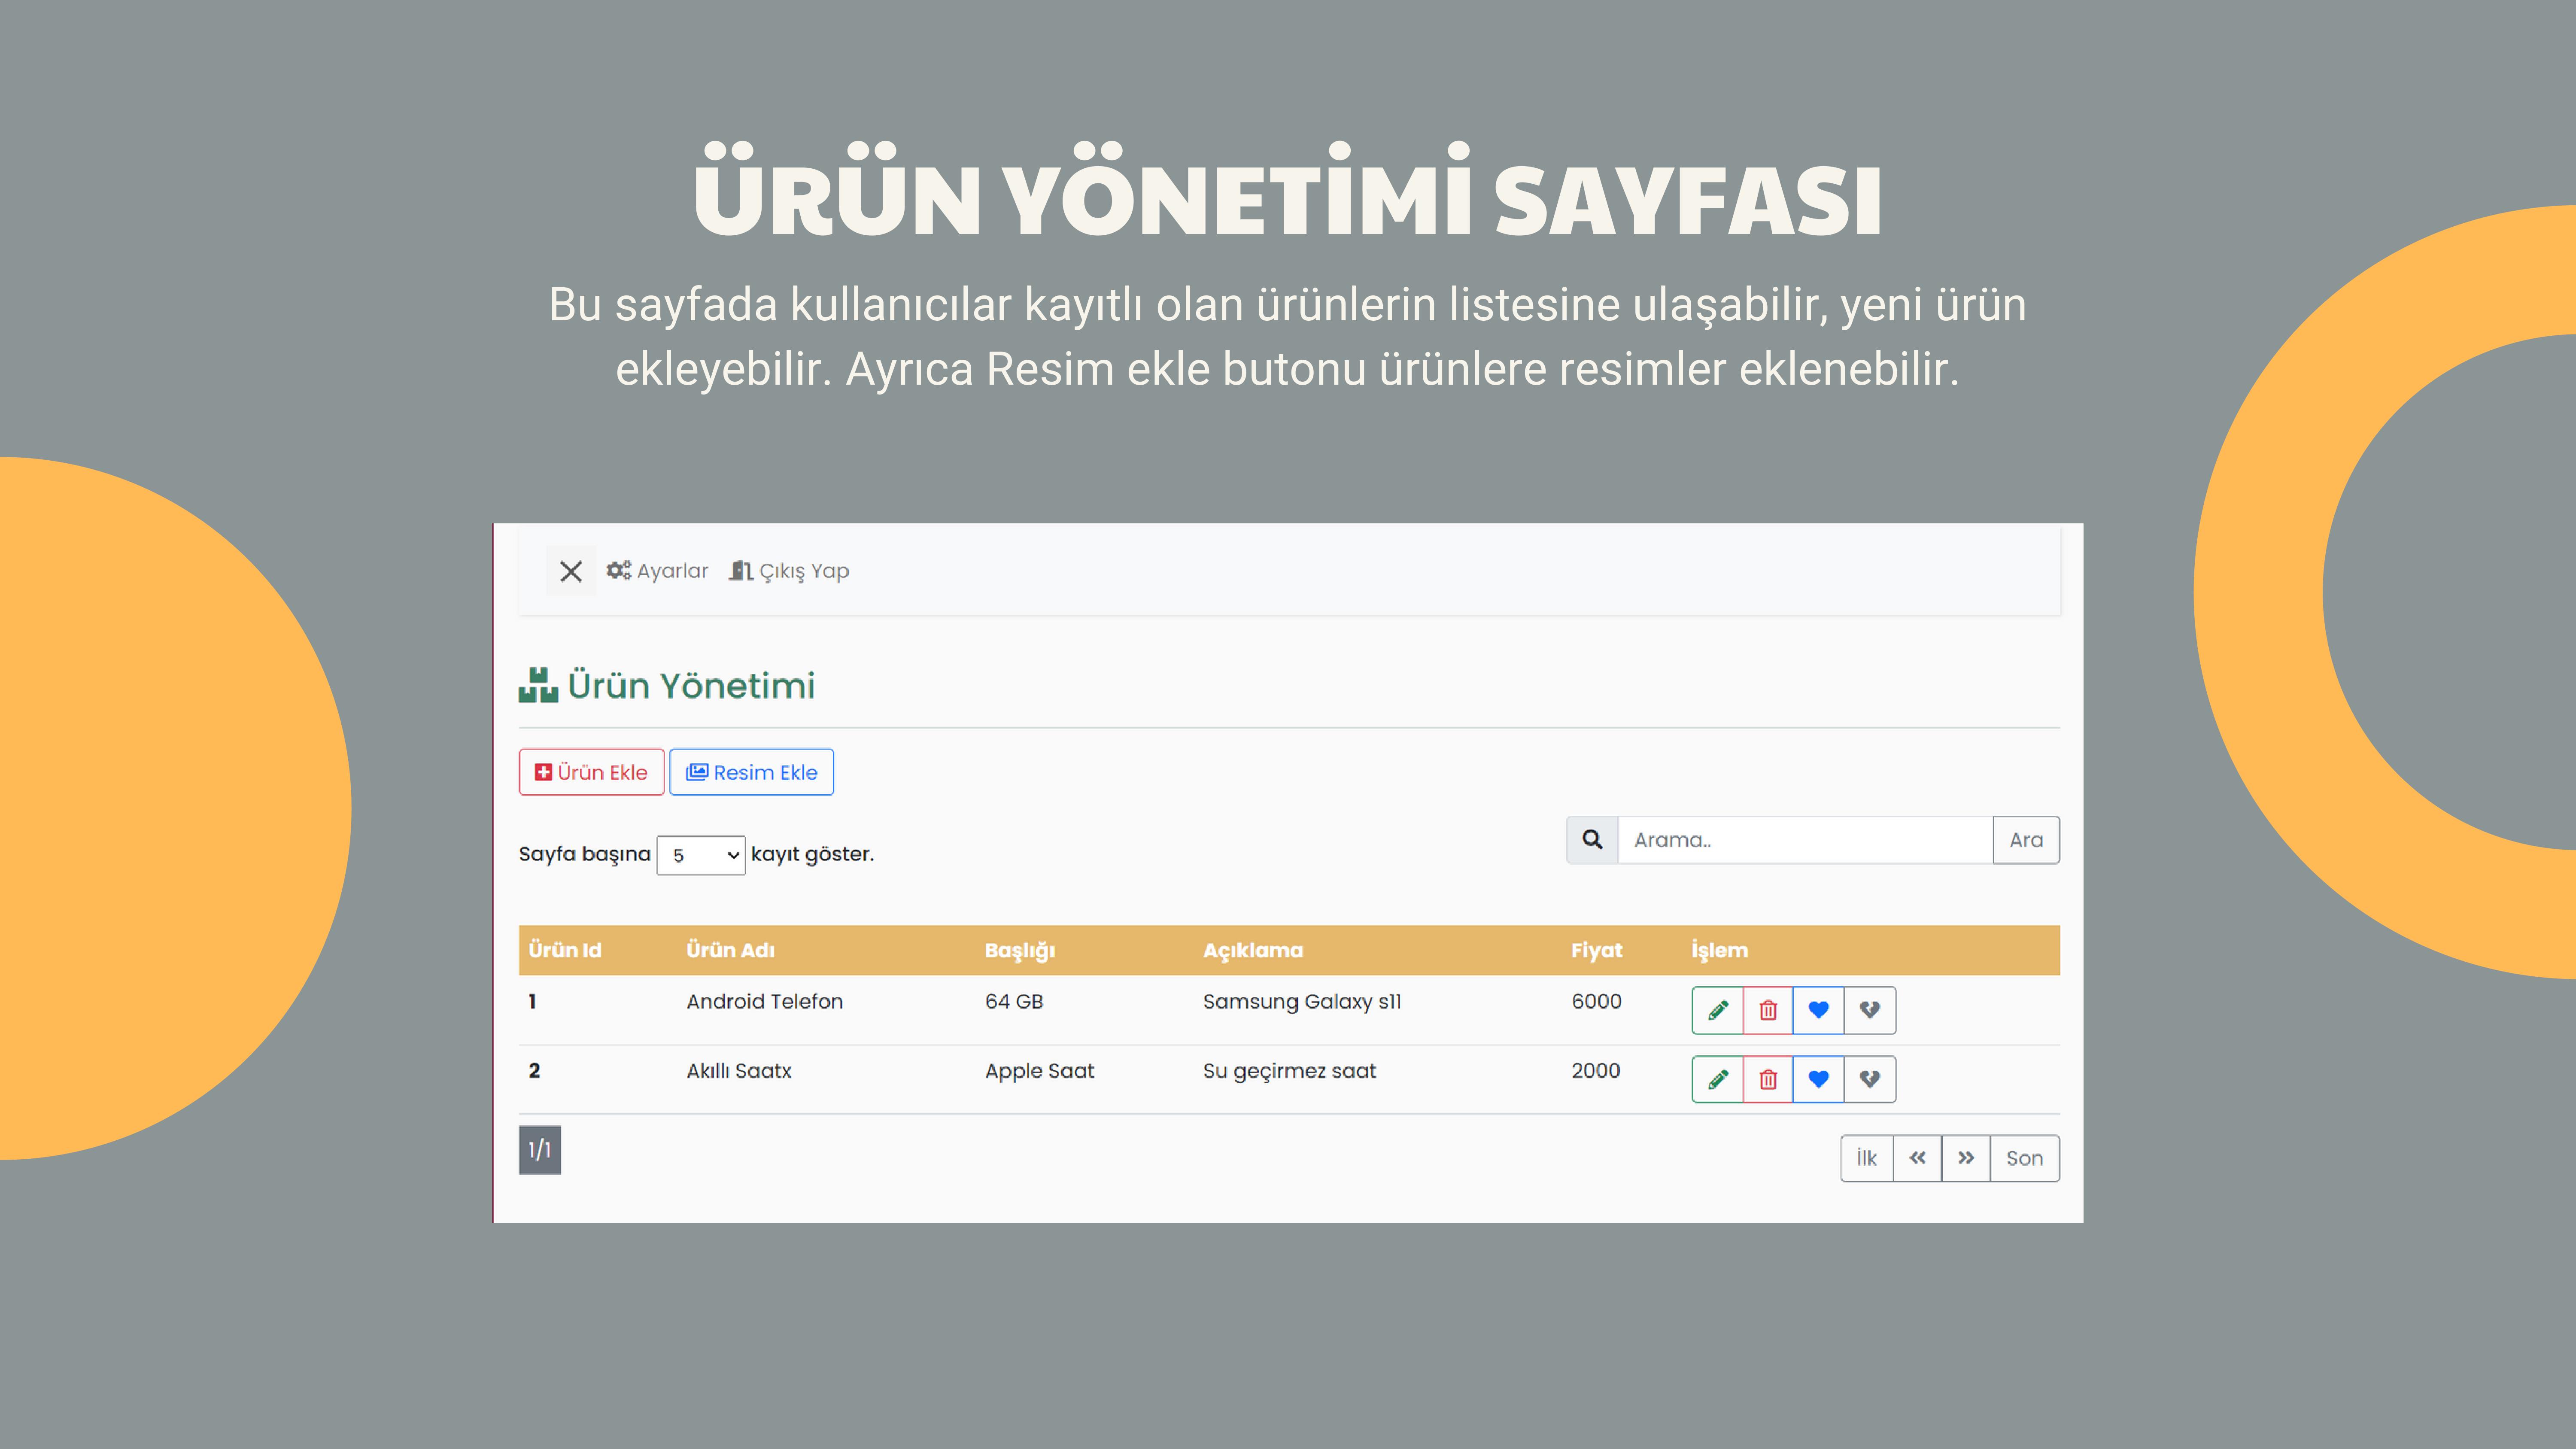 ÜRÜN YÖNETİMİ SAYFASI
Bu sayfada kullanıcılar kayıtlı olan ürünlerin listesine ulaşabilir, yeni ürün
ekleyebilir. Ayrıca Resim ekle butonu ürünlere resimler eklenebilir.
Ayarlar Çıkış Yap
Ürün Yönetimi
Ürün Ekle Resim Ekle
Sayfa başına 5 kayıt göster. Arama.. Ara
Ürün Id Ürün Adı Başlığı Açıklama Fiyat İşlem
1 Android Telefon 64 GB Samsung Galaxy s11 6000
2 Akıllı Saatx Apple Saat Su geçirmez saat 2000
1/1 İlk « » Son